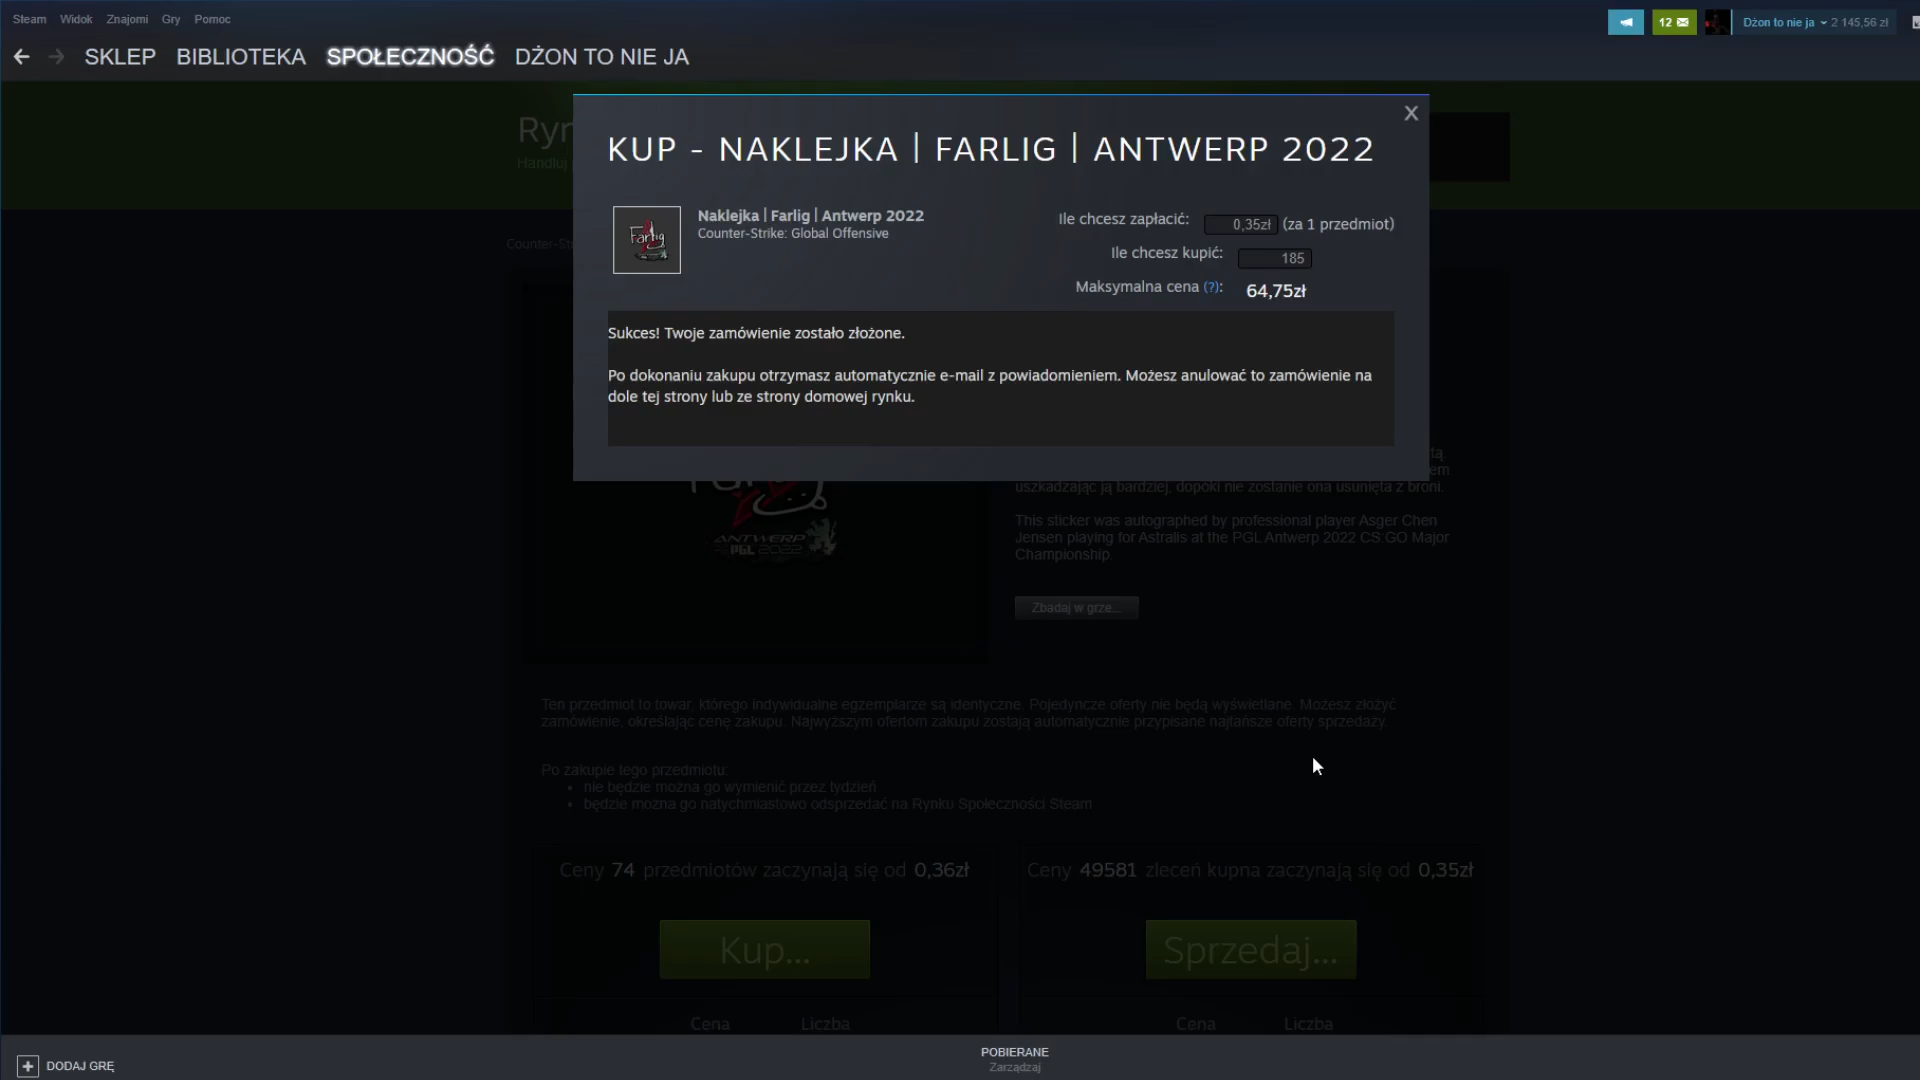 Steam Widok Znajomi Gry Pomoc
12
Dżon to nie ja 2 145,56 zł
SKLEP BIBLIOTEKA SPOŁECZNOŚĆ DŻON TO NIE JA
Handluj
KUP - NAKLEJKA | FARLIG | ANTWERP 2022
X
Farlig
Naklejka | Farlig | Antwerp 2022
Counter-Strike: Global Offensive
Ile chcesz zapłacić: 0,35zł (za 1 przedmiot)
Ile chcesz kupić: 185
Maksymalna cena (?): 64,75zł
Sukces! Twoje zamówienie zostało złożone.
Po dokonaniu zakupu otrzymasz automatycznie e-mail z powiadomieniem. Możesz anulować to zamówienie na
dole tej strony lub ze strony domowej rynku.
uszkadzając ją bardziej, dopóki nie zostanie ona usunięta z broni.
This sticker was autographed by professional player Asger Chen
Jensen playing for Astralis at the PGL Antwerp 2022 CS:GO Major
Championship.
ANTWERP
PGL 2022
Zbadaj w grze...
Ten przedmiot to towar, którego indywidualne egzemplarze są identyczne. Pojedyncze oferty nie będą wyświetlane. Możesz złożyć
zamówienie, określając cenę zakupu. Najwyższym ofertom zakupu zostają automatycznie przypisane najtańsze oferty sprzedaży.
Po zakupie tego przedmiotu:
• nie będzie można go wymienić przez tydzień
• będzie można go natychmiastowo odsprzedać na Rynku Społeczności Steam
Ceny 74 przedmiotów zaczynają się od 0,36zł
Ceny 49581 zleceń kupna zaczynają się od 0,35zł
Kup...
Sprzedaj...
Cena Liczba
Cena Liczba
DODAJ GRĘ
POBIERANE
Zarządzaj